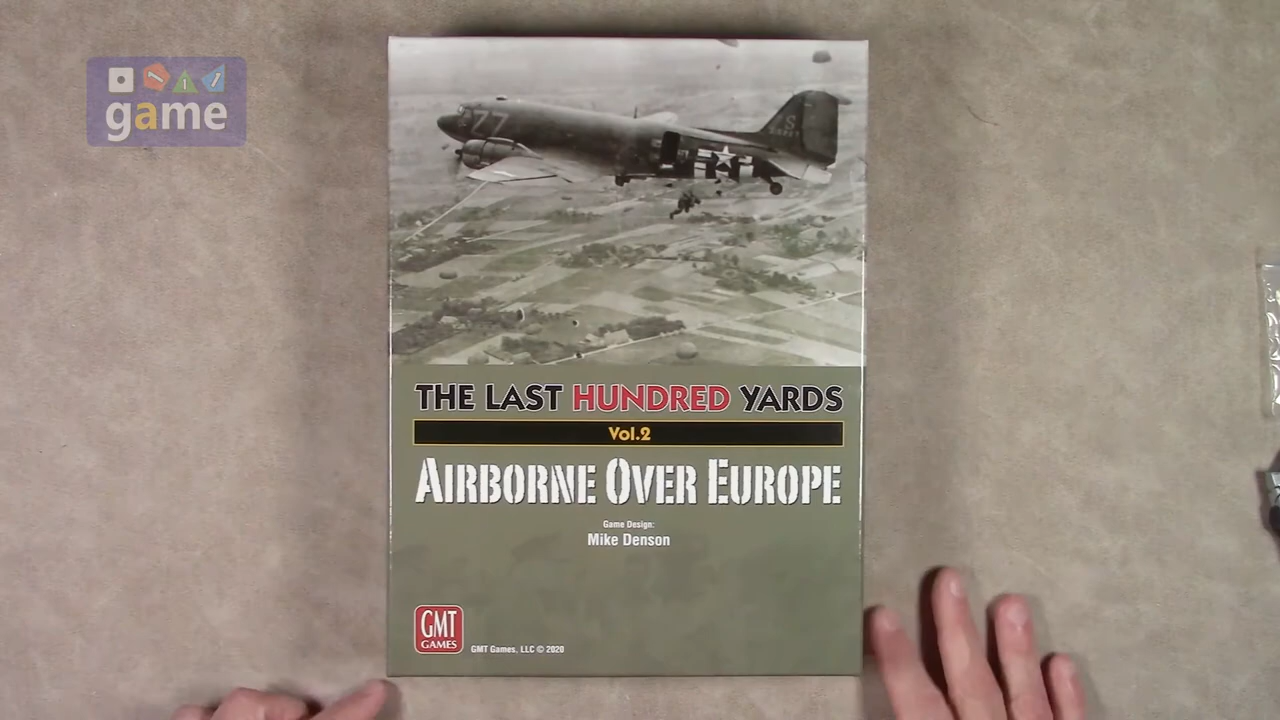 game
77
THE LAST HUNDRED YARDS
Vol.2
AIRBORNE OVER EUROPE
Game Design:
Mike Denson
GMT
GAMES
GMT Games, LLC © 2020